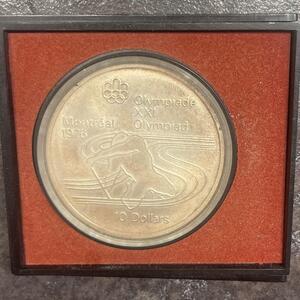 Olympiade
XXI
Olympiad
Montréal
1976
10 Dollars